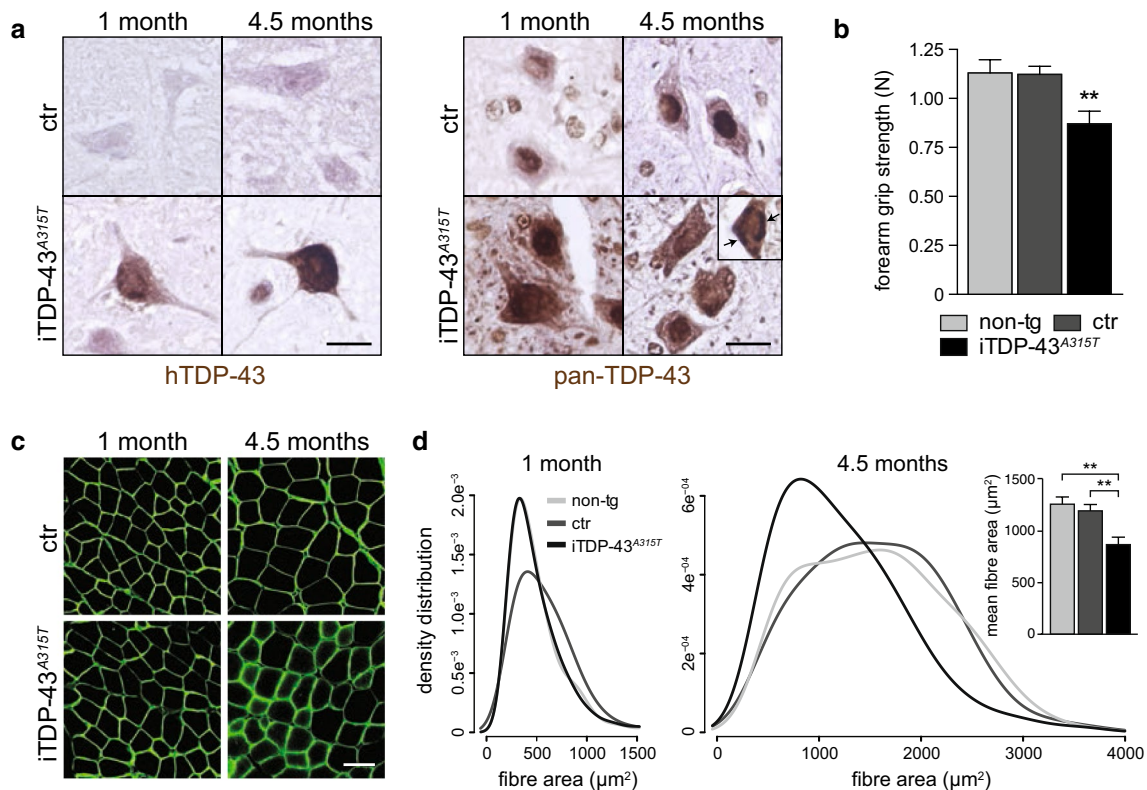 a
1 month 4.5 months
ctr
iTDP-43A315T
hTDP-43
1 month 4.5 months
ctr
iTDP-43A315T
pan-TDP-43
b
forearm grip strength (N)
1.25
1.00
0.75
0.50
1.25
0
**
non-tg ctr
iTDP-43A315T
c
1 month 4.5 months
ctr
iTDP-43A315T
d
1 month
density distribution
2.0e-3
1.5e-3
1.0e-3
0.5e-3
0
non-tg
ctr
iTDP-43A315T
0 500 1000 1500
fibre area (µm2)
4.5 months
6e-04
4e-04
2e-04
0
0 1000 2000 3000 4000
fibre area (µm2)
mean fibre area (µm2)
1500
1000
500
0
**
**